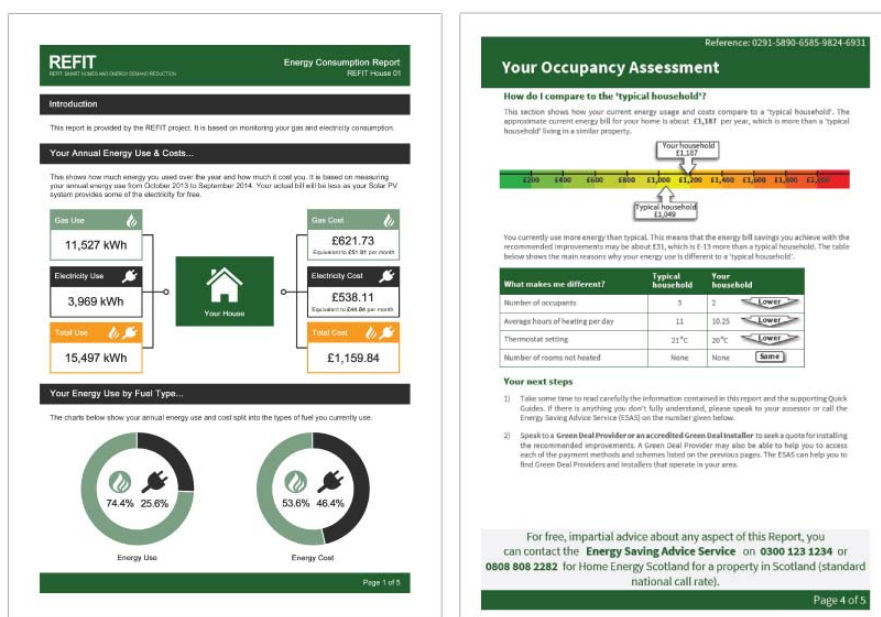 REFIT
REFIT: SMART HOMES AND ENERGY DEMAND REDUCTION
Energy Consumption Report
REFIT House 01
Introduction
This report is provided by the REFIT project. It is based on monitoring your gas and electricity consumption.
Your Annual Energy Use & Costs...
This shows how much energy you used over the year and how much it cost you. It is based on measuring
your annual energy use from October 2013 to September 2014. Your actual bill will be less as your Solar PV
system provides some of the electricity for free.
Gas Use
11,527 kWh
Electricity Use
3,969 kWh
Total Use
15,497 kWh
Your House
Gas Cost
£621.73
Equivalent to £51.81 per month
Electricity Cost
£538.11
Equivalent to £44.84 per month
Total Cost
£1,159.84
Your Energy Use by Fuel Type...
The charts below show your annual energy use and cost split into the types of fuel you currently use.
74.4% 25.6%
Energy Use
53.6% 46.4%
Energy Cost
Page 1 of 5
Reference: 0291-5890-6585-9824-6931
Your Occupancy Assessment
How do I compare to the 'typical household'?
This section shows how your current energy usage and costs compare to a 'typical household'. The
approximate current energy bill for your home is about £1,187 per year, which is more than a 'typical
household' living in a similar property.
Your household
£1,187
£200 £400 £600 £800 £1,000 £1,200 £1,400 £1,600 £1,800 £2,000
Typical household
£1,049
You currently use more energy than typical. This means that the energy bill savings you achieve with the
recommended improvements may be about £31, which is £-13 more than a typical household. The table
below shows the main reasons why your energy use is different to a 'typical household'.
What makes me different? Typical household Your household
Number of occupants 3 2 Lower
Average hours of heating per day 11 10.25 Lower
Thermostat setting 21°C 20°C Lower
Number of rooms not heated None None Same
Your next steps
1) Take some time to read carefully the information contained in this report and the supporting Quick
Guides. If there is anything you don't fully understand, please speak to your assessor or call the
Energy Saving Advice Service (ESAS) on the number given below.
2) Speak to a Green Deal Provider or an accredited Green Deal Installer to seek a quote for installing
the recommended improvements. A Green Deal Provider may also be able to help you to access
each of the payment methods and schemes listed on the previous pages. The ESAS can help you to
find Green Deal Providers and Installers that operate in your area.
For free, impartial advice about any aspect of this Report, you
can contact the Energy Saving Advice Service on 0300 123 1234 or
0808 808 2282 for Home Energy Scotland for a property in Scotland (standard
national call rate).
Page 4 of 5